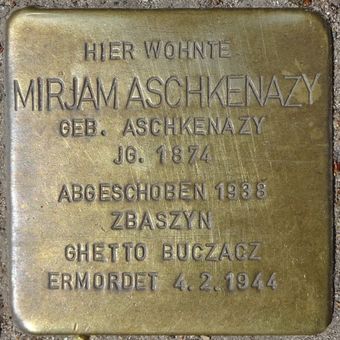 HIER WOHNTE
MIRJAM ASCHKENAZY
GEB. ASCHKENAZY
JG. 1874
ABGESCHOBEN 1938
ZBASZYN
GHETTO BUCZACZ
ERMORDET 4.2.1944